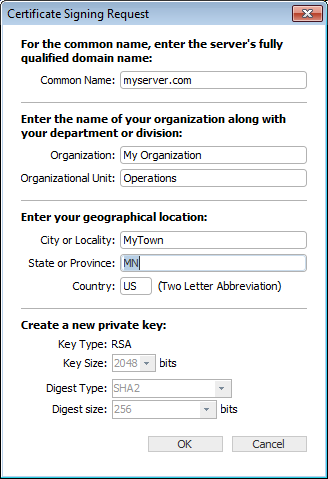 Certificate Signing Request
For the common name, enter the server's fully
qualified domain name:
Common Name: myserver.com
Enter the name of your organization along with
your department or division:
Organization: My Organization
Organizational Unit: Operations
Enter your geographical location:
City or Locality: MyTown
State or Province: MN
Country: US (Two Letter Abbreviation)
Create a new private key:
Key Type: RSA
Key Size: 2048 bits
Digest Type: SHA2
Digest size: 256 bits
OK Cancel